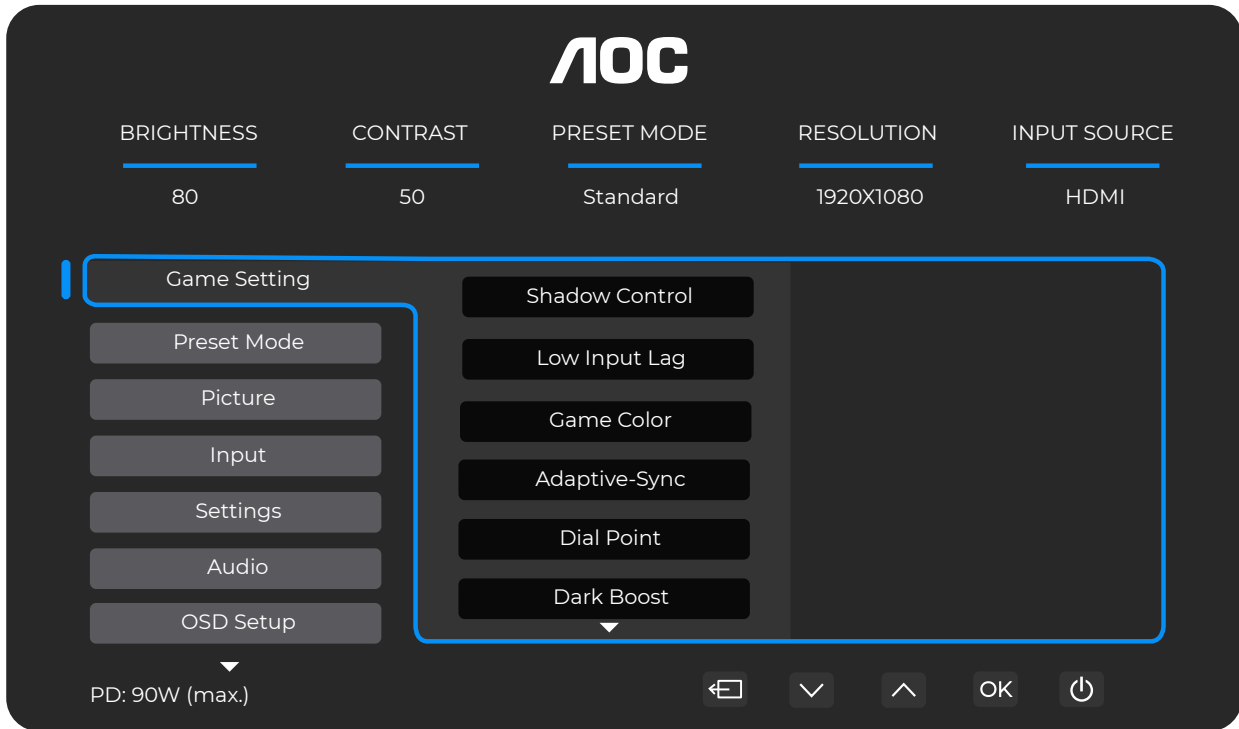 AOC
BRIGHTNESS CONTRAST PRESET MODE RESOLUTION INPUT SOURCE
80 50 Standard 1920X1080 HDMI
Game Setting
Shadow Control
Preset Mode
Low Input Lag
Picture
Game Color
Input
Adaptive-Sync
Settings
Dial Point
Audio
Dark Boost
OSD Setup
PD: 90W (max.)
OK